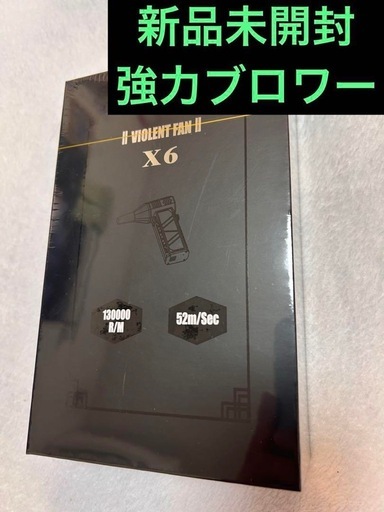 新品未開封
強力ブロワー
|| VIOLENT FAN ||
X6
130000
R/M
52m/Sec